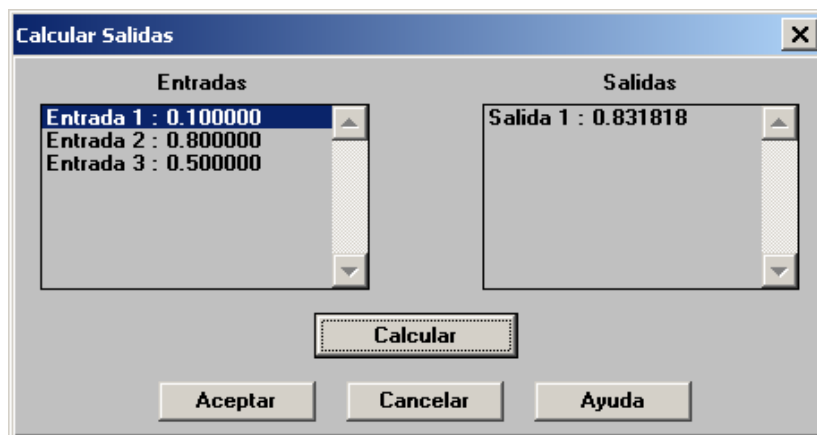 Calcular Salidas
Entradas
Salidas
Entrada 1 : 0.100000
Entrada 2 : 0.800000
Entrada 3 : 0.500000
Salida 1 : 0.831818
Calcular
Aceptar
Cancelar
Ayuda